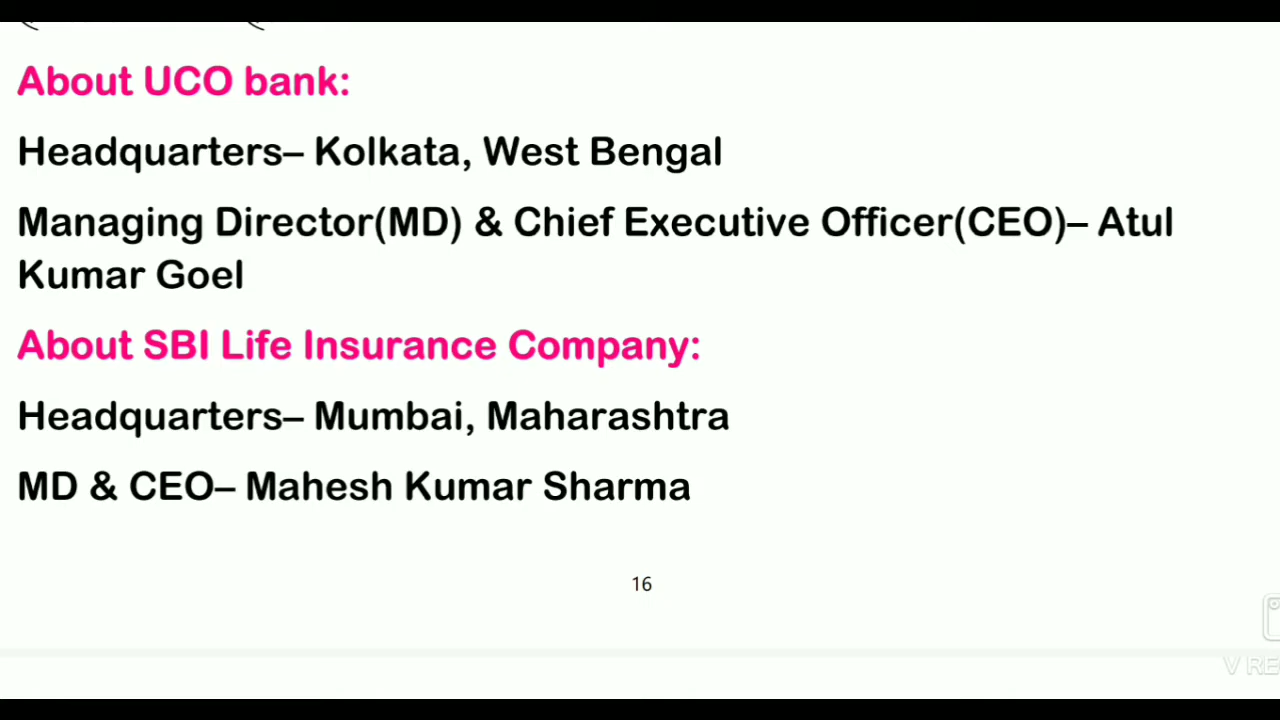 About UCO bank:
Headquarters– Kolkata, West Bengal
Managing Director(MD) & Chief Executive Officer(CEO)– Atul
Kumar Goel
About SBI Life Insurance Company:
Headquarters– Mumbai, Maharashtra
MD & CEO– Mahesh Kumar Sharma
16